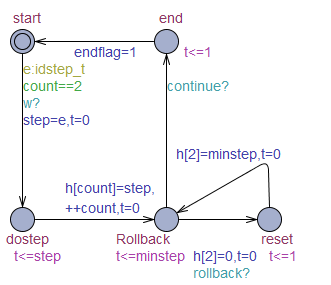 start
end
endflag=1
t<=1
e:idstep_t
count==2
w?
step=e,t=0
continue?
h[2]=minstep,t=0
h[count]=step,
++count,t=0
dostep
t<=step
Rollback
t<=minstep
h[2]=0,t=0
rollback?
reset
t<=1